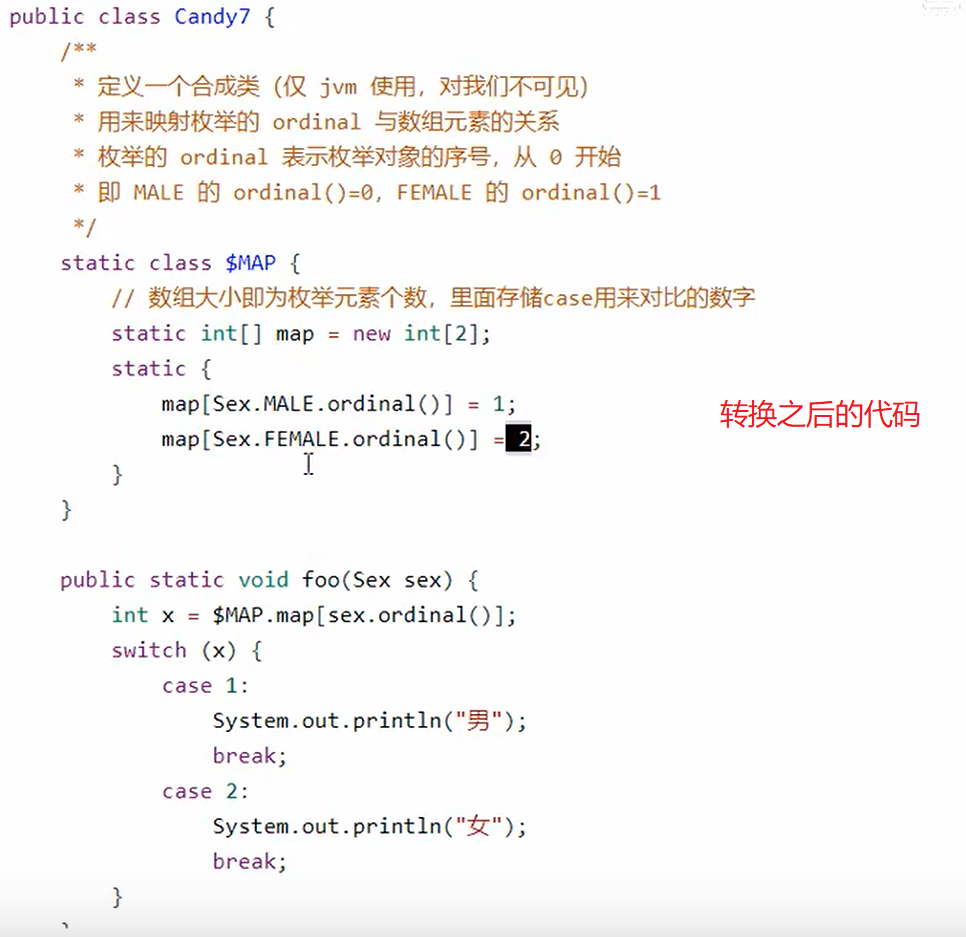 public class Candy7 {
/**
* 定义一个合成类（仅 jvm 使用，对我们不可见）
* 用来映射枚举的 ordinal 与数组元素的关系
* 枚举的 ordinal 表示枚举对象的序号，从 0 开始
* 即 MALE 的 ordinal()=0，FEMALE 的 ordinal()=1
*/
static class $MAP {
// 数组大小即为枚举元素个数，里面存储case用来对比的数字
static int[] map = new int[2];
static {
map[Sex.MALE.ordinal()] = 1;
map[Sex.FEMALE.ordinal()] = 2;
}
}
转换之后的代码
public static void foo(Sex sex) {
int x = $MAP.map[sex.ordinal()];
switch (x) {
case 1:
System.out.println("男");
break;
case 2:
System.out.println("女");
break;
}